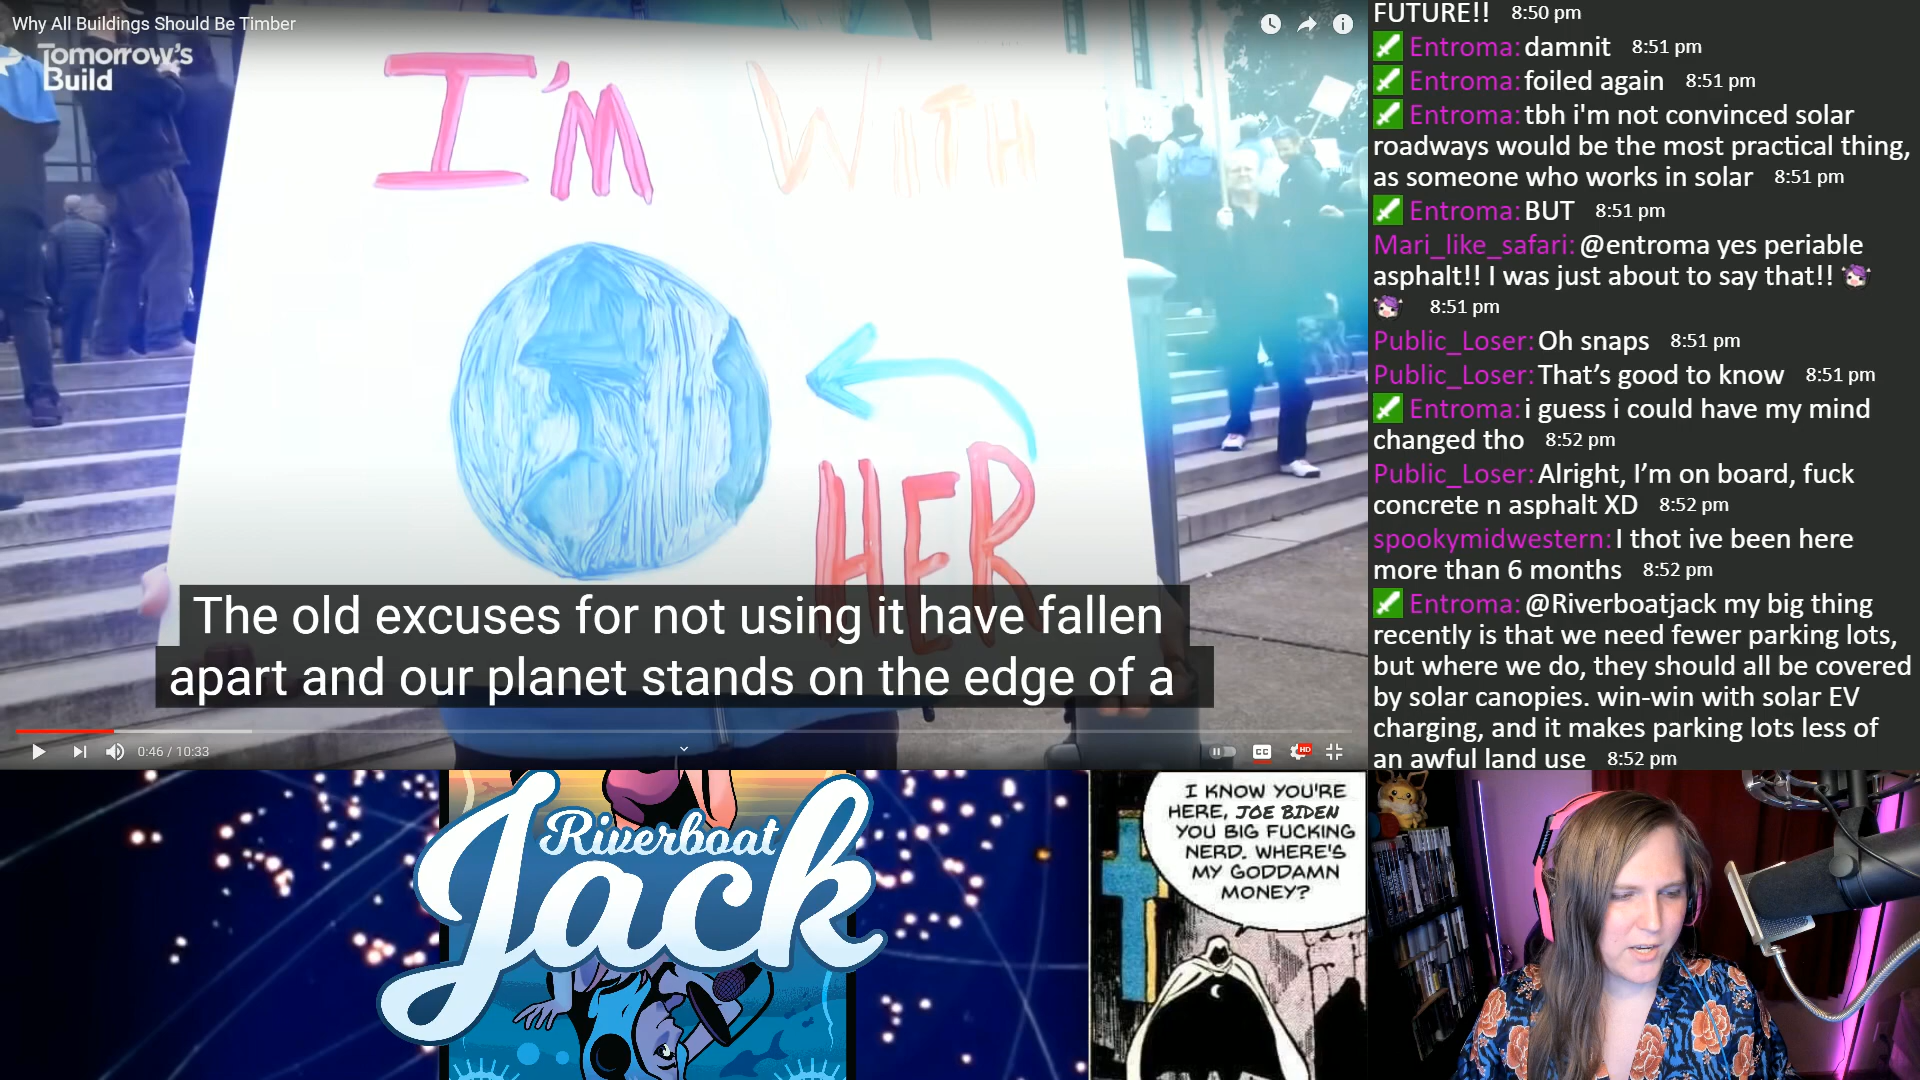 Why All Buildings Should Be Timber
Tomorrow's
Build
I'M WITH
HER
The old excuses for not using it have fallen
apart and our planet stands on the edge of a
0:46 / 10:33
CC
HD
FUTURE!! 8:50 pm
Entroma: damnit 8:51 pm
Entroma: foiled again 8:51 pm
Entroma: tbh i'm not convinced solar
roadways would be the most practical thing,
as someone who works in solar 8:51 pm
Entroma: BUT 8:51 pm
Mari_like_safari: @entroma yes periable
asphalt!! I was just about to say that!!
8:51 pm
Public_Loser: Oh snaps 8:51 pm
Public_Loser: That's good to know 8:51 pm
Entroma: i guess i could have my mind
changed tho 8:52 pm
Public_Loser: Alright, I'm on board, fuck
concrete n asphalt XD 8:52 pm
spookymidwestern: I thot ive been here
more than 6 months 8:52 pm
Entroma: @Riverboatjack my big thing
recently is that we need fewer parking lots,
but where we do, they should all be covered
by solar canopies. win-win with solar EV
charging, and it makes parking lots less of
an awful land use 8:52 pm
Riverboat
Jack
I KNOW YOU'RE
HERE, JOE BIDEN
YOU BIG FUCKING
NERD. WHERE'S
MY GODDAMN
MONEY?